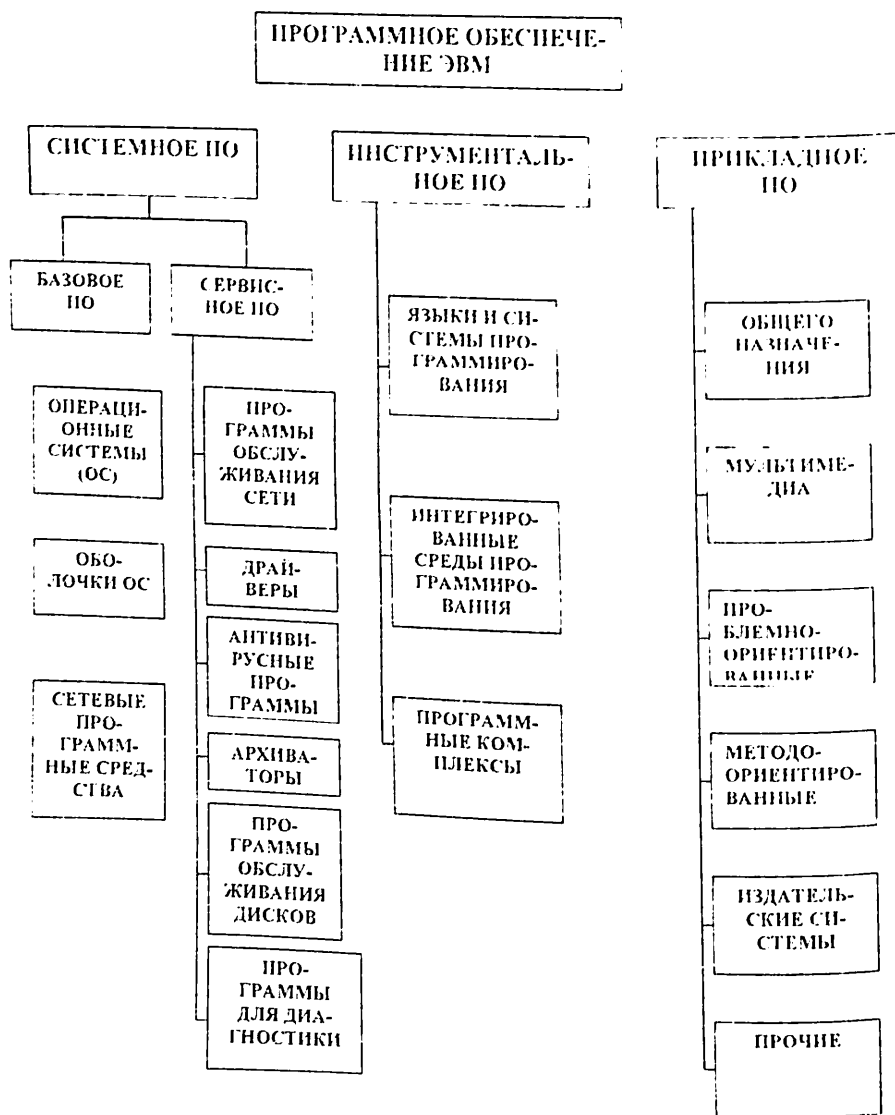 ПРОГРАММНОЕ ОБЕСПЕЧЕ-
НИЕ ЭВМ
СИСТЕМНОЕ ПО
ИНСТРУМЕНТАЛЬ-
НОЕ ПО
ПРИКЛАДНОЕ
ПО
БАЗОВОЕ
ПО
СЕРВИС-
НОЕ ПО
ОПЕРАЦИ-
ОННЫЕ
СИСТЕМЫ
(ОС)
ОБО-
ЛОЧКИ ОС
СЕТЕВЫЕ
ПРО-
ГРАММ-
НЫЕ СРЕД-
СТВА
ПРО-
ГРАММЫ
ОБСЛУ-
ЖИВАНИЯ
СЕТИ
ДРАЙ-
ВЕРЫ
АНТИВИ-
РУСНЫЕ
ПРО-
ГРАММЫ
АРХИВА-
ТОРЫ
ПРО-
ГРАММЫ
ОБСЛУ-
ЖИВАНИЯ
ДИСКОВ
ПРО-
ГРАММЫ
ДЛЯ ДИА-
ГНОСТИКИ
ЯЗЫКИ И СИ-
СТЕМЫ ПРО-
ГРАММИРО-
ВАНИЯ
ИНТЕГРИРО-
ВАННЫЕ
СРЕДЫ ПРО-
ГРАММИРО-
ВАНИЯ
ПРОГРАММ-
НЫЕ КОМ-
ПЛЕКСЫ
ОБЩЕГО
НАЗНАЧЕ-
НИЯ
МУЛЬТИМЕ-
ДИА
ПРО-
БЛЕМНО-
ОРИЕНТИРО-
ВАННЫЕ
МЕТОДО-
ОРИЕНТИРО-
ВАННЫЕ
ИЗДАТЕЛЬ-
СКИЕ СИ-
СТЕМЫ
ПРОЧИЕ